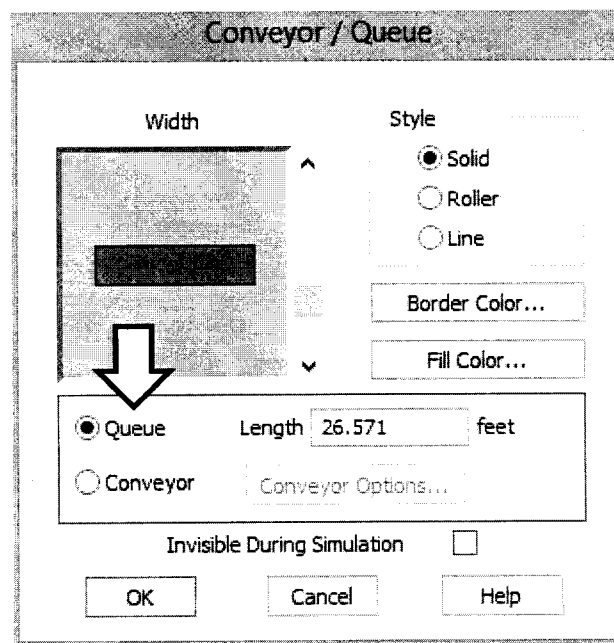 Conveyor / Queue
Width
Style
Solid
Roller
Line
Border Color...
Fill Color...
Queue Length 26.571 feet
Conveyor Conveyor Options...
Invisible During Simulation
OK Cancel Help